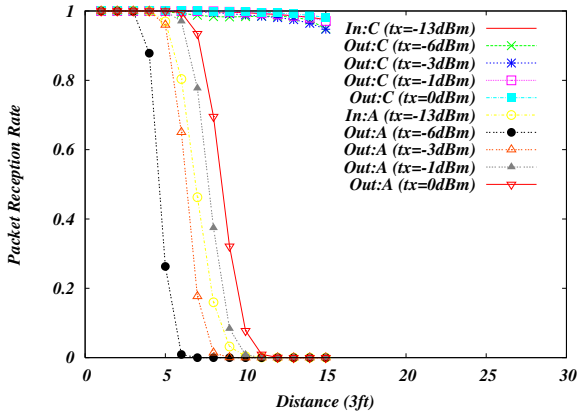 1
0.8
0.6
0.4
0.2
0
0
5
10
15
20
25
30
Packet Reception Rate
Distance (3ft)
In:C (tx=-13dBm)
Out:C (tx=-6dBm)
Out:C (tx=-3dBm)
Out:C (tx=-1dBm)
Out:C (tx=0dBm)
In:A (tx=-13dBm)
Out:A (tx=-6dBm)
Out:A (tx=-3dBm)
Out:A (tx=-1dBm)
Out:A (tx=0dBm)